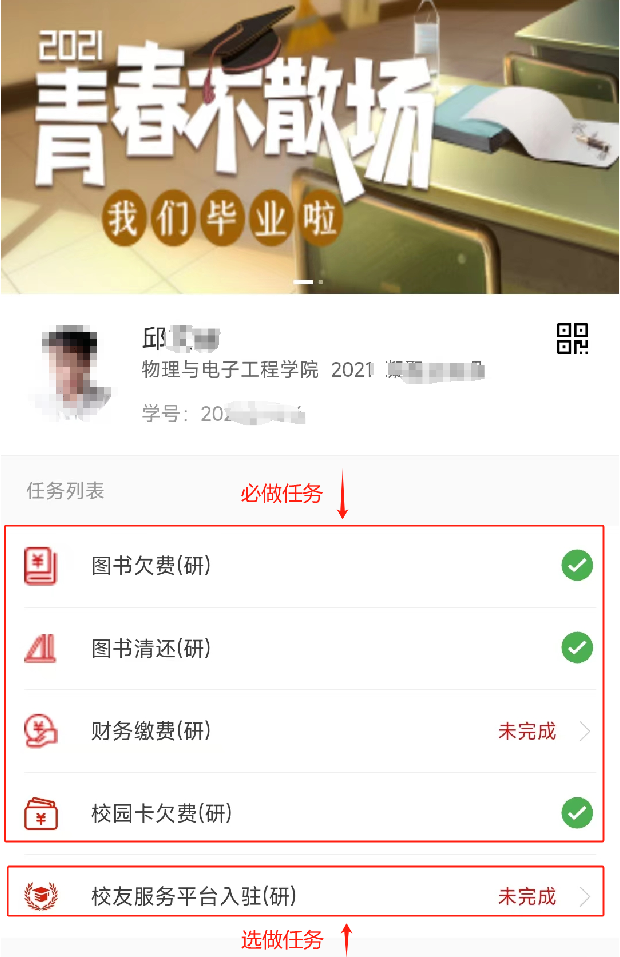 2021
青春不散场
我们毕业啦
邱
物理与电子工程学院 2021
学号：202
任务列表
必做任务
图书欠费(研)
图书清还(研)
财务缴费(研) 未完成
校园卡欠费(研)
校友服务平台入驻(研) 未完成
选做任务